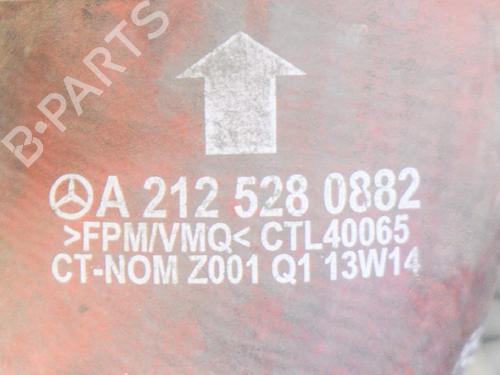 B-PARTS
A 212 528 0882
>FPM/VMQ< CTL40065
CT-NOM Z001 Q1 13W14